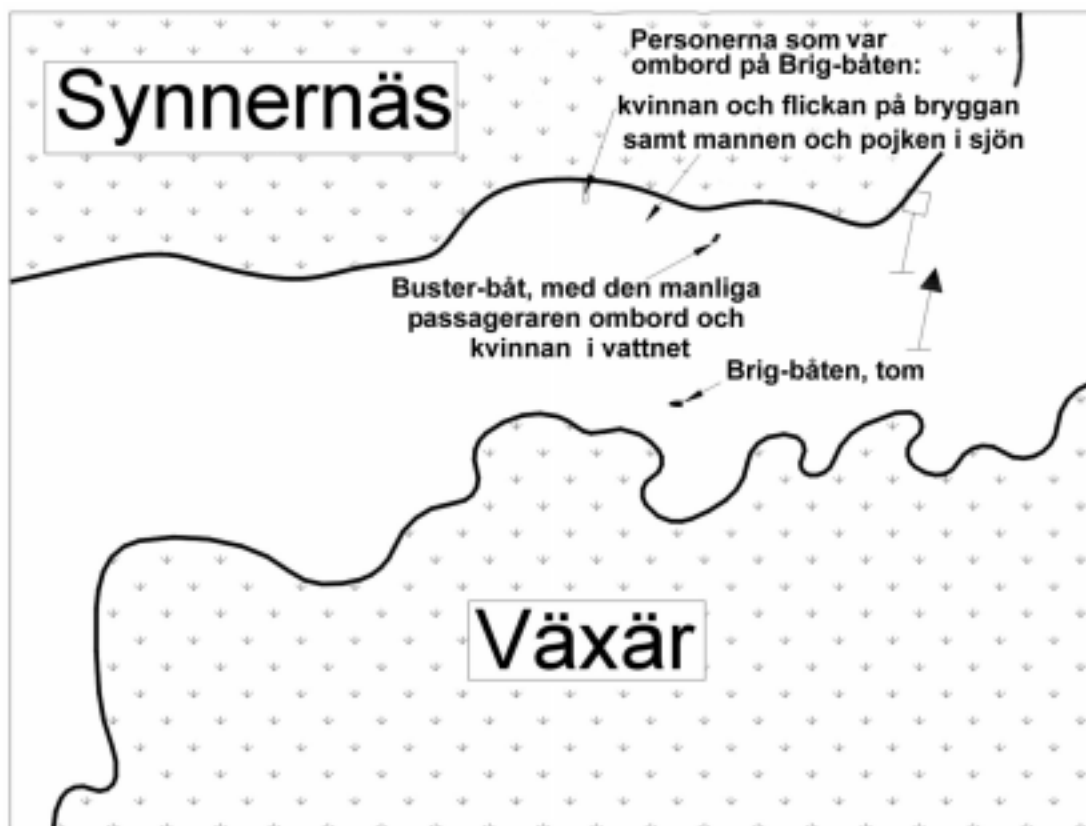 Synnernäs
Personerna som var
ombord på Brig-båten:
kvinnan och flickan på bryggan
samt mannen och pojken i sjön
Buster-båt, med den manliga
passageraren ombord och
kvinnan i vattnet
Brig-båten, tom
Växär